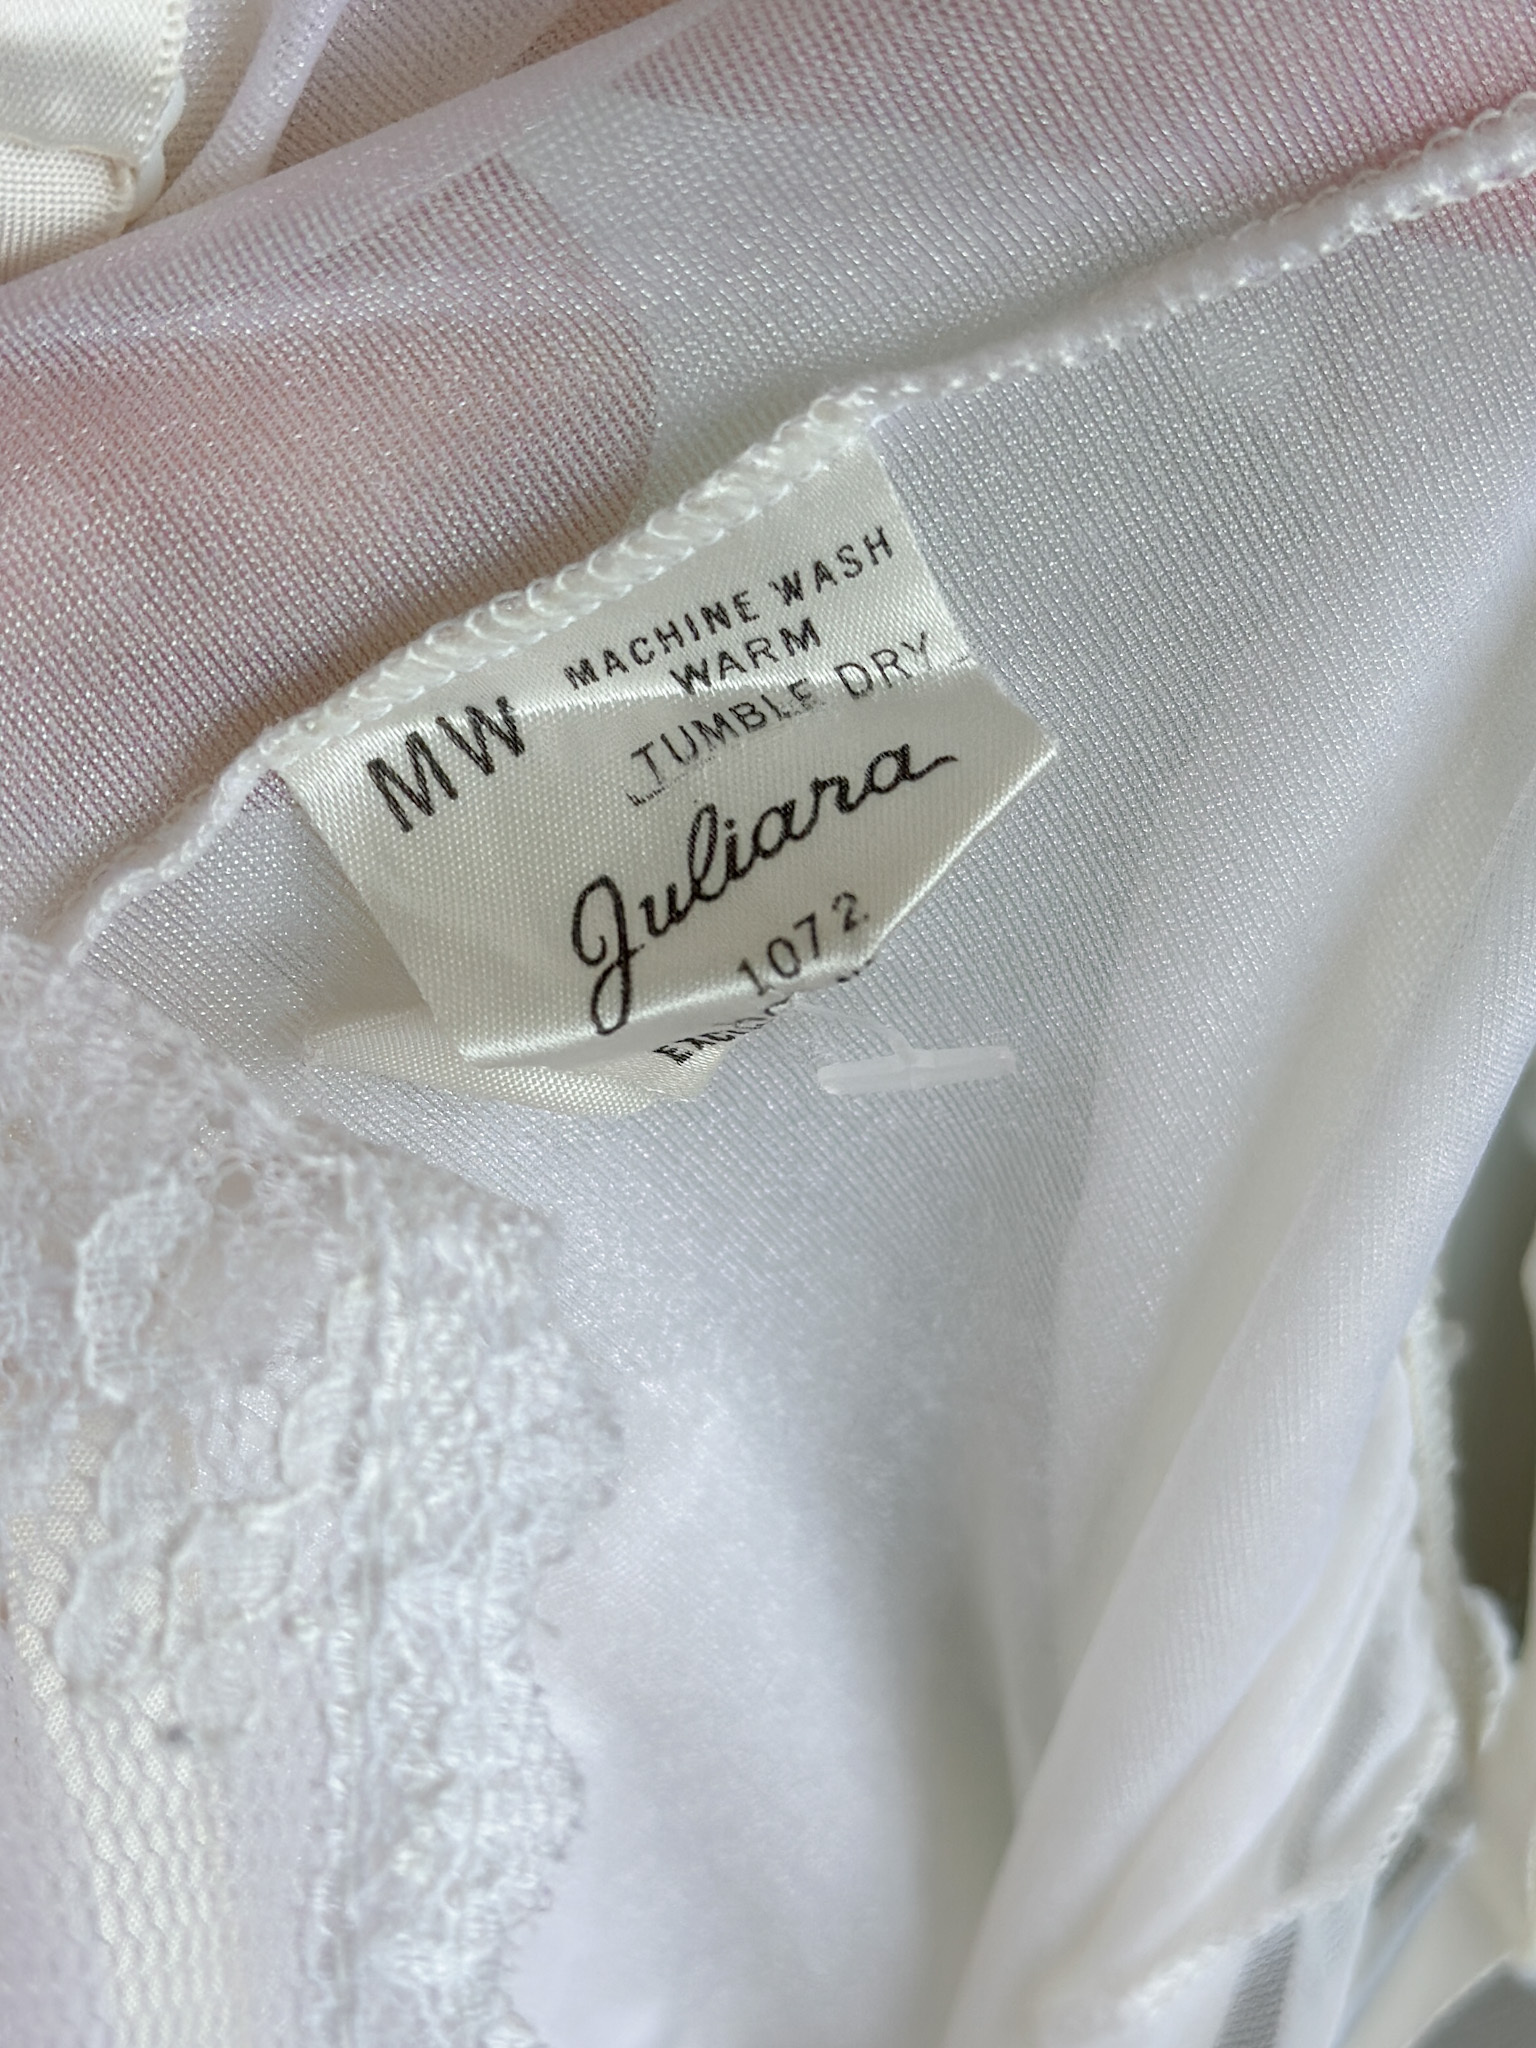 MW
MACHINE WASH
WARM
TUMBLE DRY
Juliara
1072